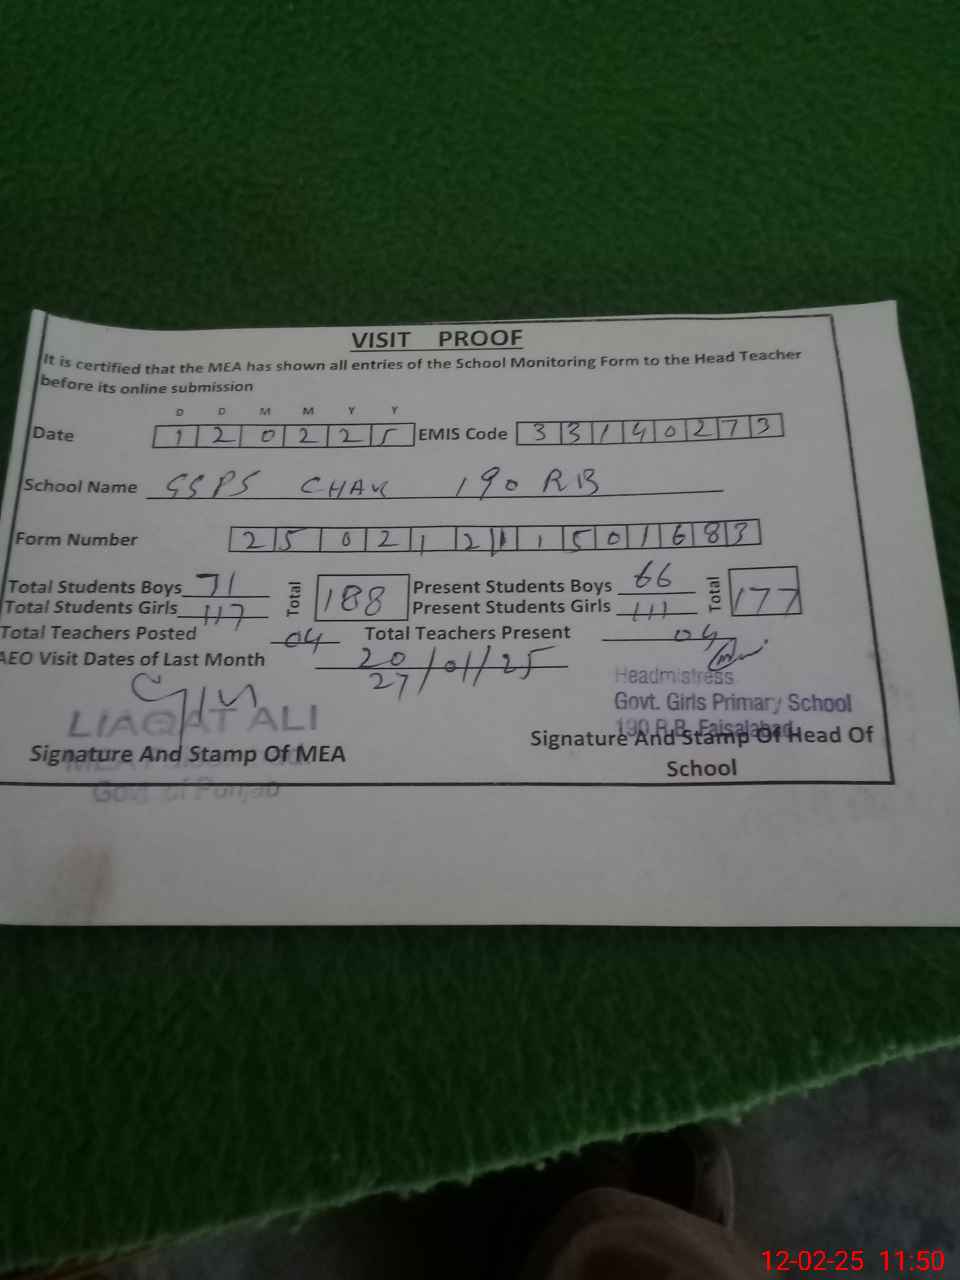 VISIT PROOF
It is certified that the MEA has shown all entries of the School Monitoring Form to the Head Teacher
before its online submission
D D M M Y Y
Date 1 2 0 2 2 5 EMIS Code 3 3 1 4 0 2 7 3
School Name GGPS CHAK 190 RB
Form Number 2 5 0 2 1 2 1 1 5 0 1 6 8 3
Total Students Boys 71 Total 188 Present Students Boys 66 Total 177
Total Students Girls 117 Present Students Girls 111
Total Teachers Posted 04 Total Teachers Present 04
AEO Visit Dates of Last Month 20/01/25
27
Headmistress
Govt. Girls Primary School
190 R.B. Faisalabad
LIAQAT ALI
Signature And Stamp Of MEA
Signature And Stamp Of Head Of
School
Govt. of Punjab
12-02-25 11:50